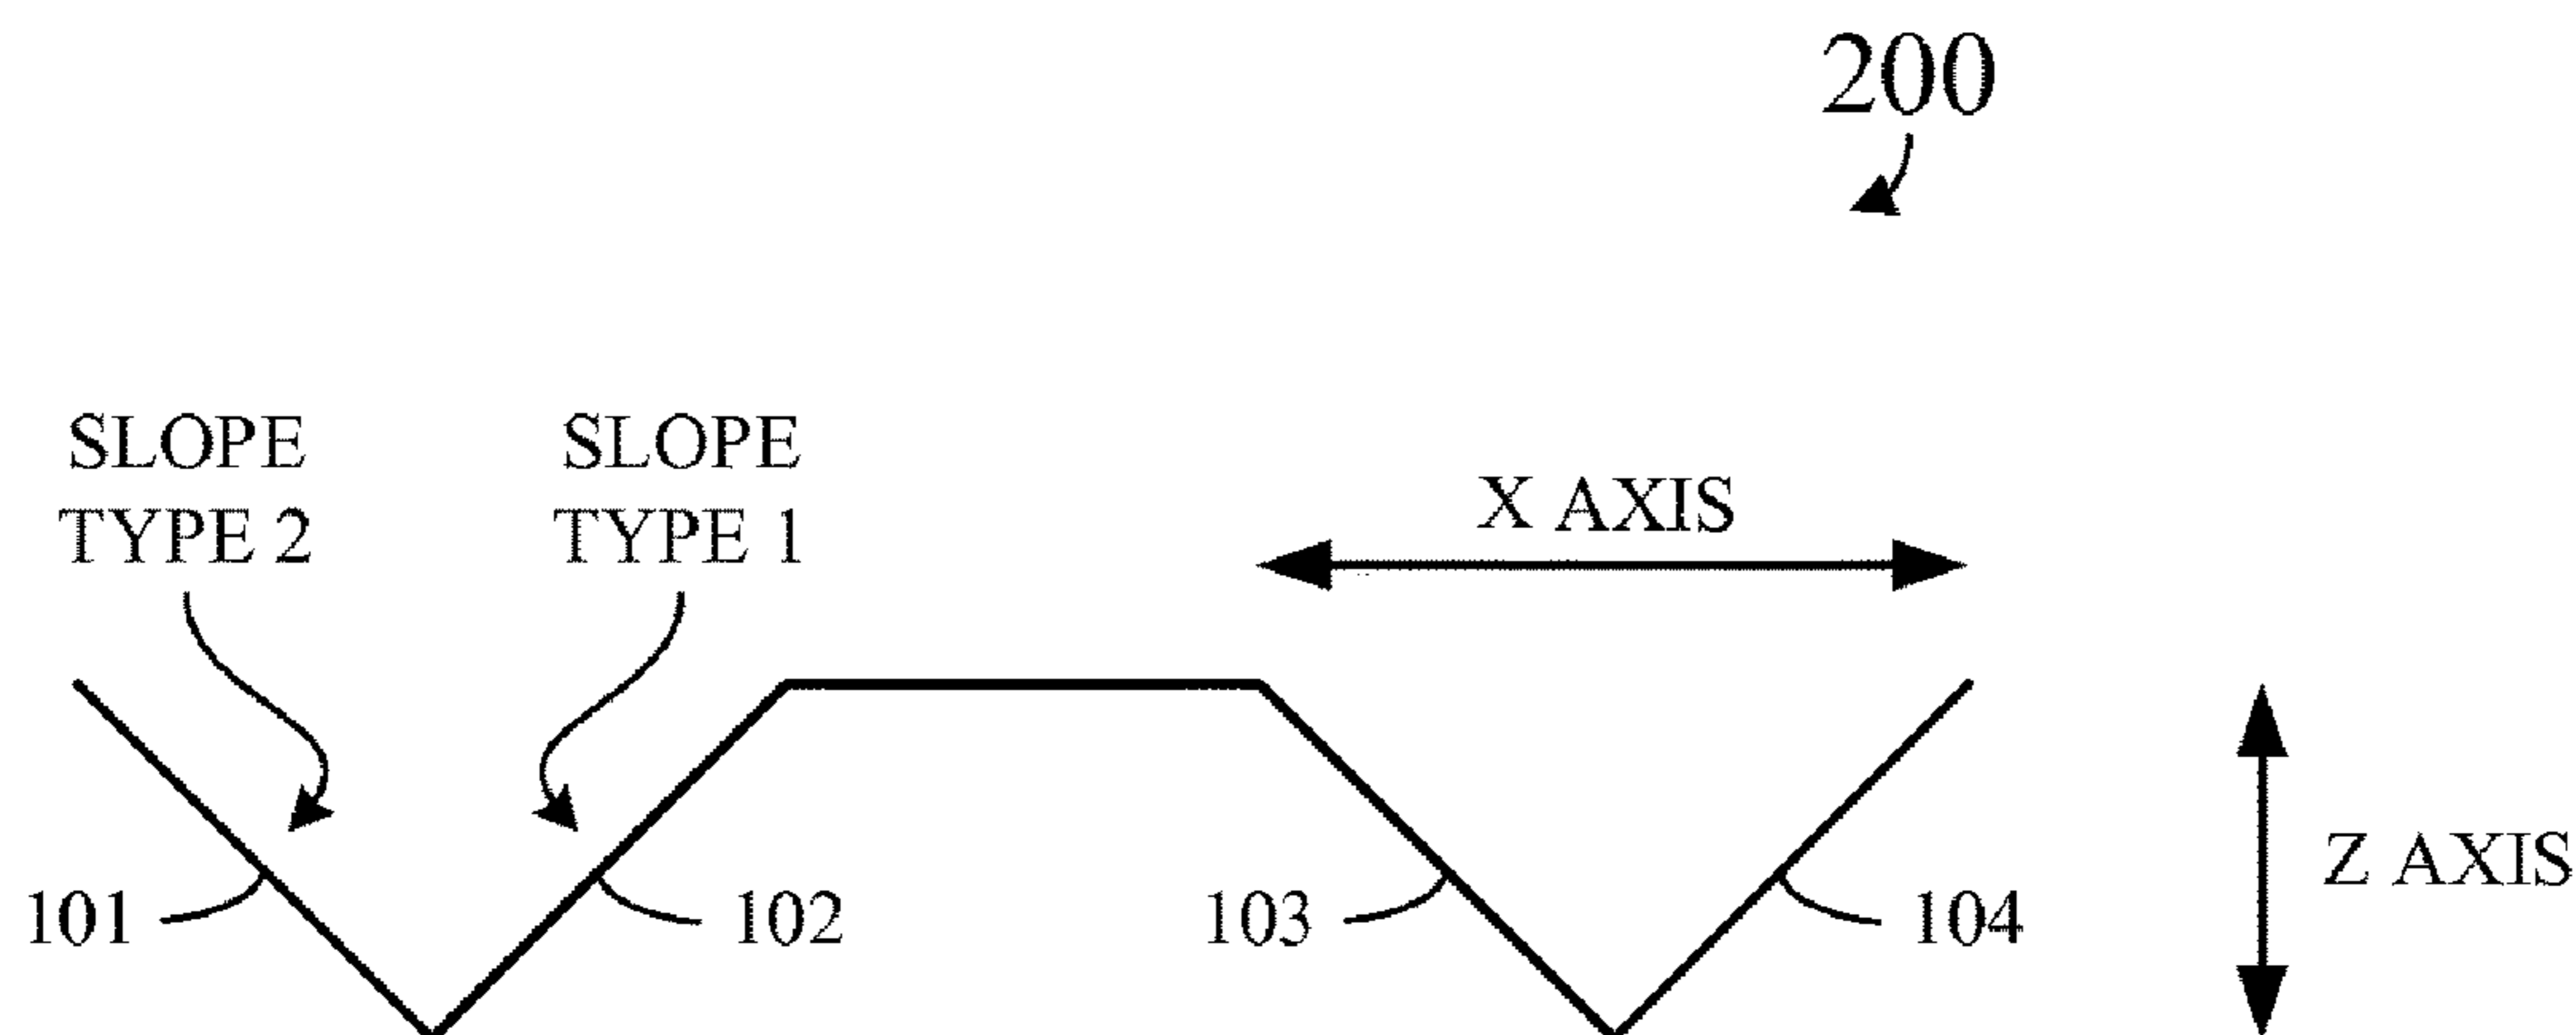 200
SLOPE
TYPE 2
SLOPE
TYPE 1
X AXIS
Z AXIS
101
102
103
104